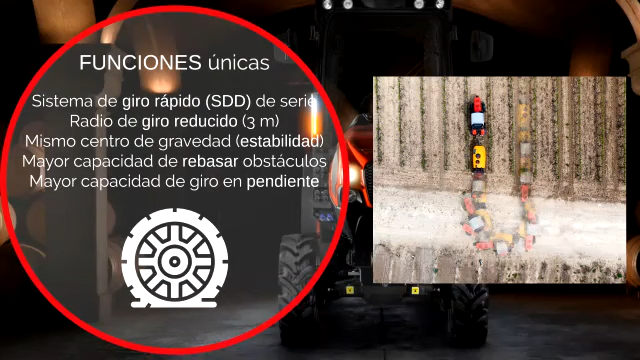 FUNCIONES únicas
Sistema de giro rápido (SDD) de serie
Radio de giro reducido (3 m)
Mismo centro de gravedad (estabilidad)
Mayor capacidad de rebasar obstáculos
Mayor capacidad de giro en pendiente